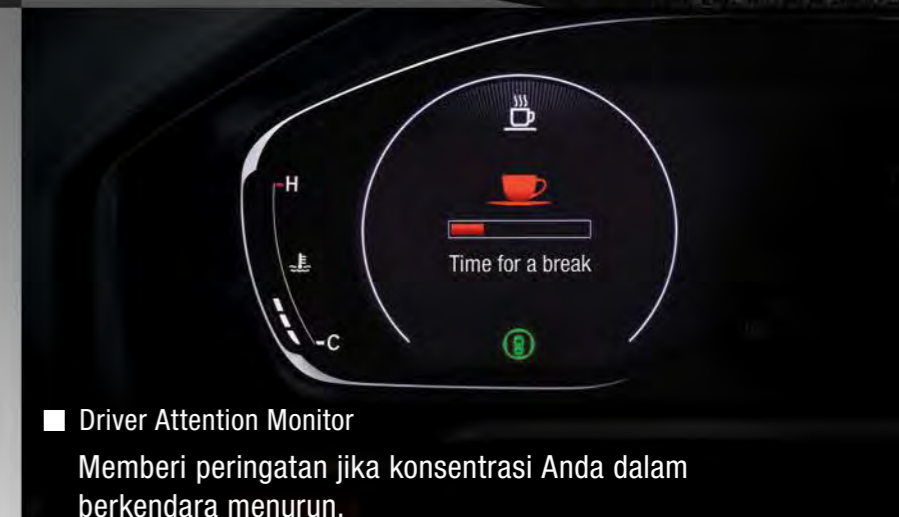 H
Time for a break
C
Driver Attention Monitor
Memberi peringatan jika konsentrasi Anda dalam
berkendara menurun.